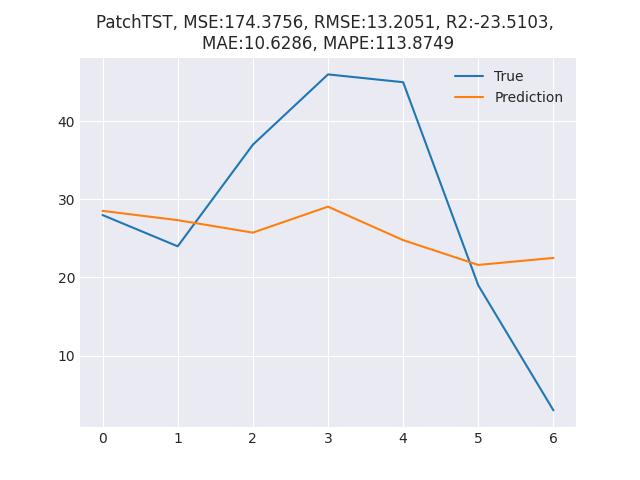 PatchTST, MSE:174.3756, RMSE:13.2051, R2:-23.5103,
MAE:10.6286, MAPE:113.8749
True
Prediction
40
30
20
10
0 1 2 3 4 5 6